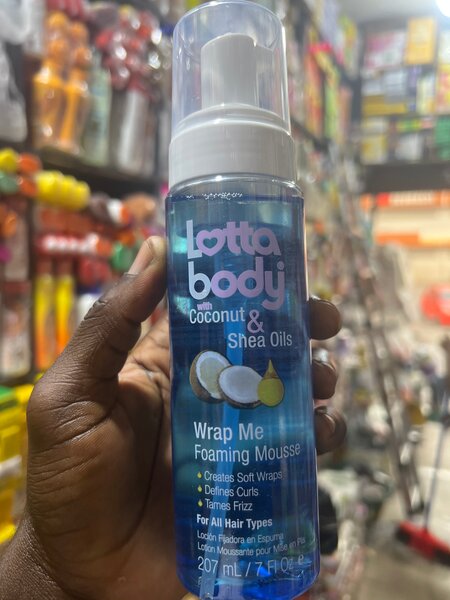 Lotta
body
with
Coconut
&
Shea Oils
Wrap Me
Foaming Mousse
Creates Soft Wraps
Defines Curls
Tames Frizz
For All Hair Types
Loción Fijadora en Espuma
Lotion Moussante pour Mise en Plis
207 mL / 7 Fl Oz e